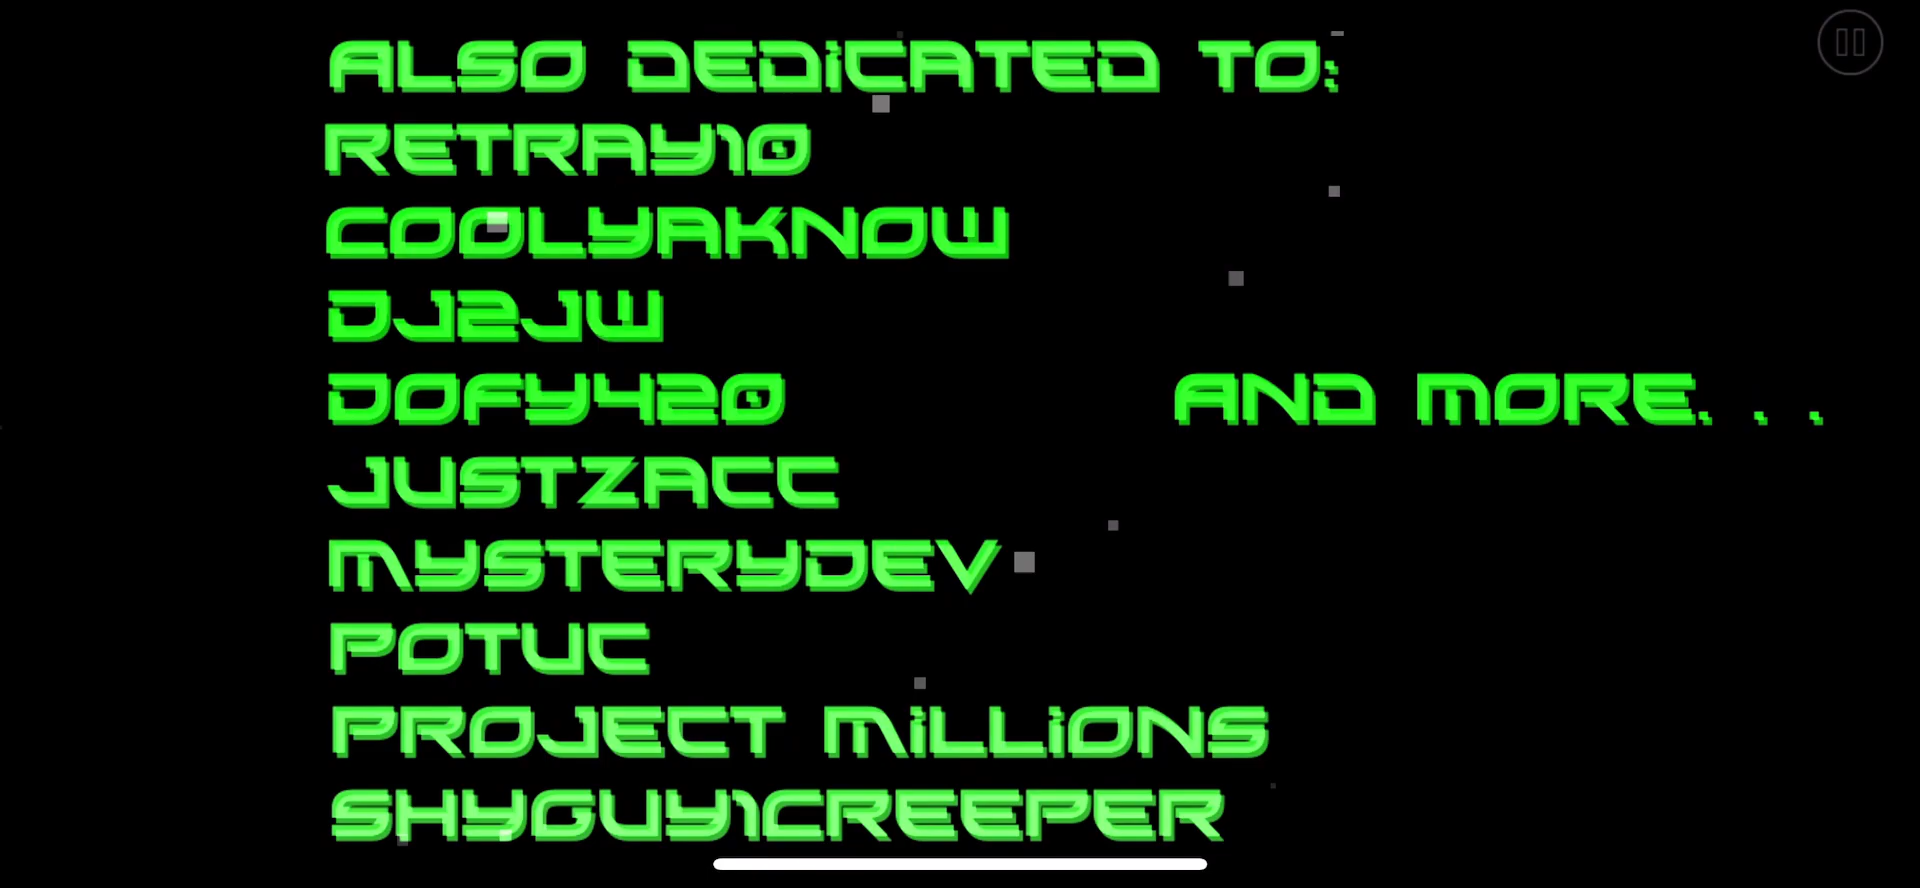 ALSO DEDiCATED TO:
RETRAY10
COOLYAKNOW
DJ2JW
DOFY420
AND MORE. . .
JUSTZACC
MYSTERYDEV
POTUC
PROJECT MiLLiONS
SHYGUY1CREEPER